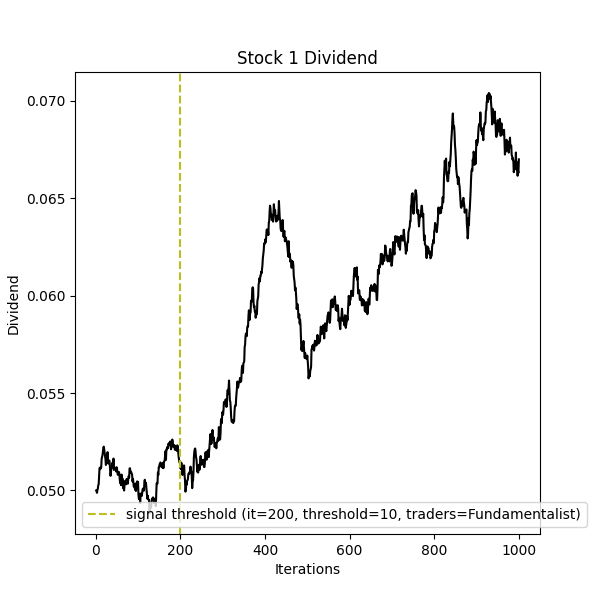 Stock 1 Dividend
Dividend
0.070
0.065
0.060
0.055
0.050
signal threshold (it=200, threshold=10, traders=Fundamentalist)
0 200 400 600 800 1000
Iterations